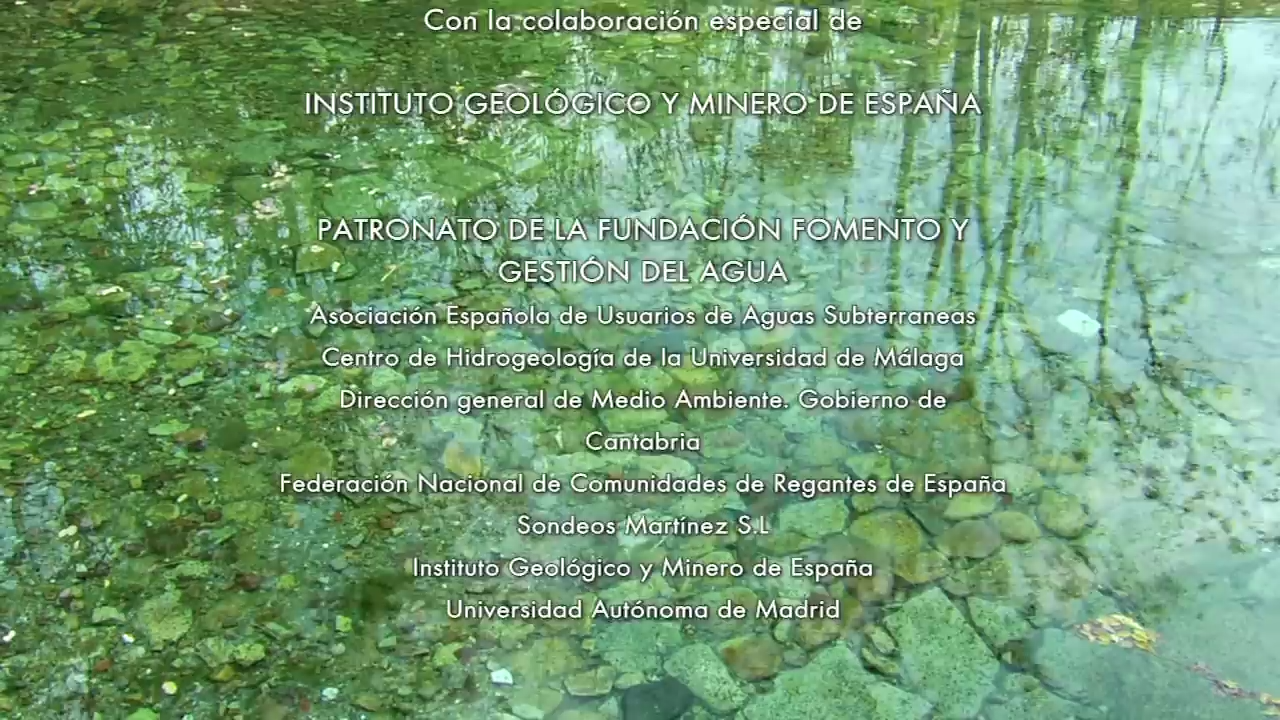 Con la colaboración especial de
INSTITUTO GEOLÓGICO Y MINERO DE ESPAÑA
PATRONATO DE LA FUNDACIÓN FOMENTO Y
GESTIÓN DEL AGUA
Asociación Española de Usuarios de Aguas Subterraneas
Centro de Hidrogeología de la Universidad de Málaga
Dirección general de Medio Ambiente. Gobierno de
Cantabria
Federación Nacional de Comunidades de Regantes de España
Sondeos Martínez S.L
Instituto Geológico y Minero de España
Universidad Autónoma de Madrid